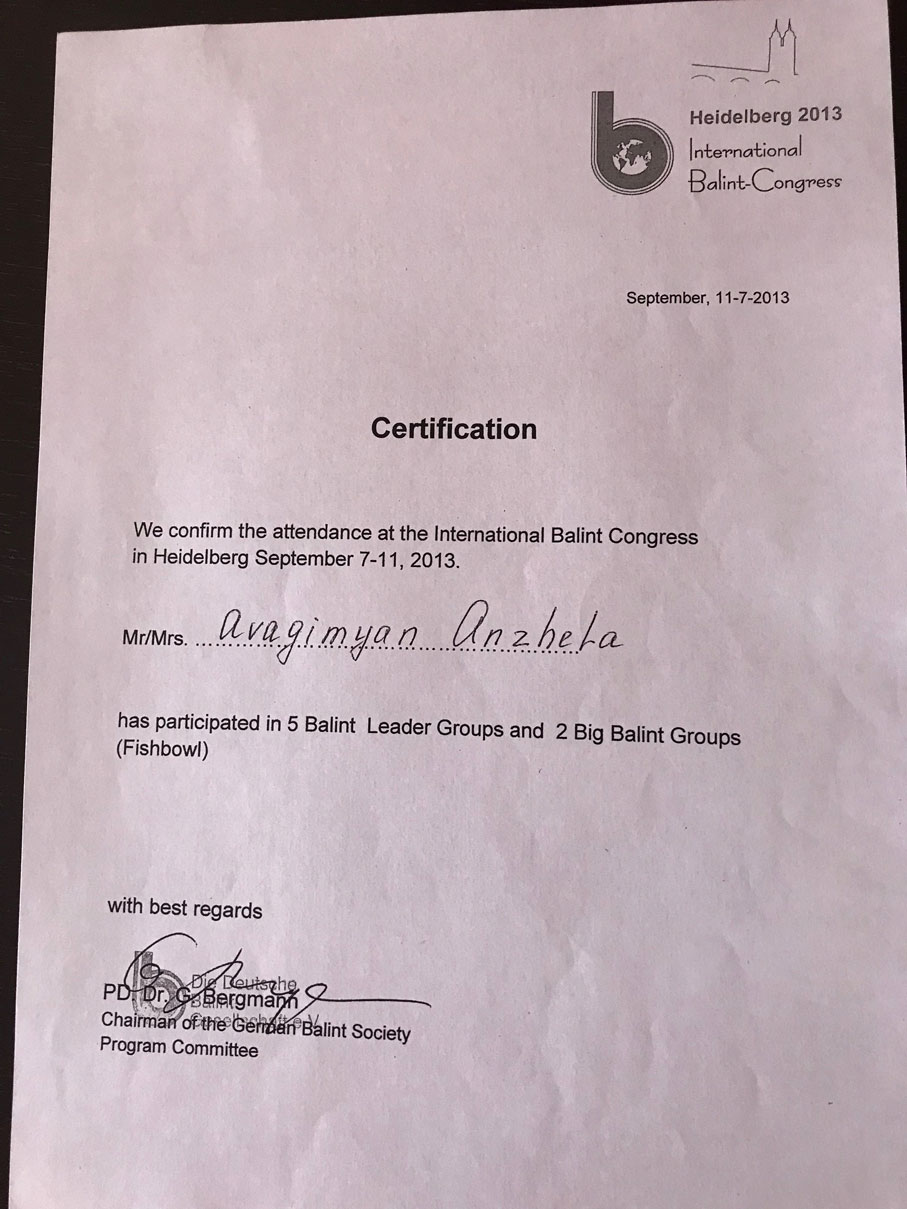 Heidelberg 2013
International
Balint-Congress
September, 11-7-2013
Certification
We confirm the attendance at the International Balint Congress
in Heidelberg September 7-11, 2013.
Mr/Mrs. Avagimyan Anzhela
has participated in 5 Balint Leader Groups and 2 Big Balint Groups
(Fishbowl)
with best regards
Die Deutsche
PD. Dr. G. Bergmann
Chairman of the German Balint Society
Program Committee